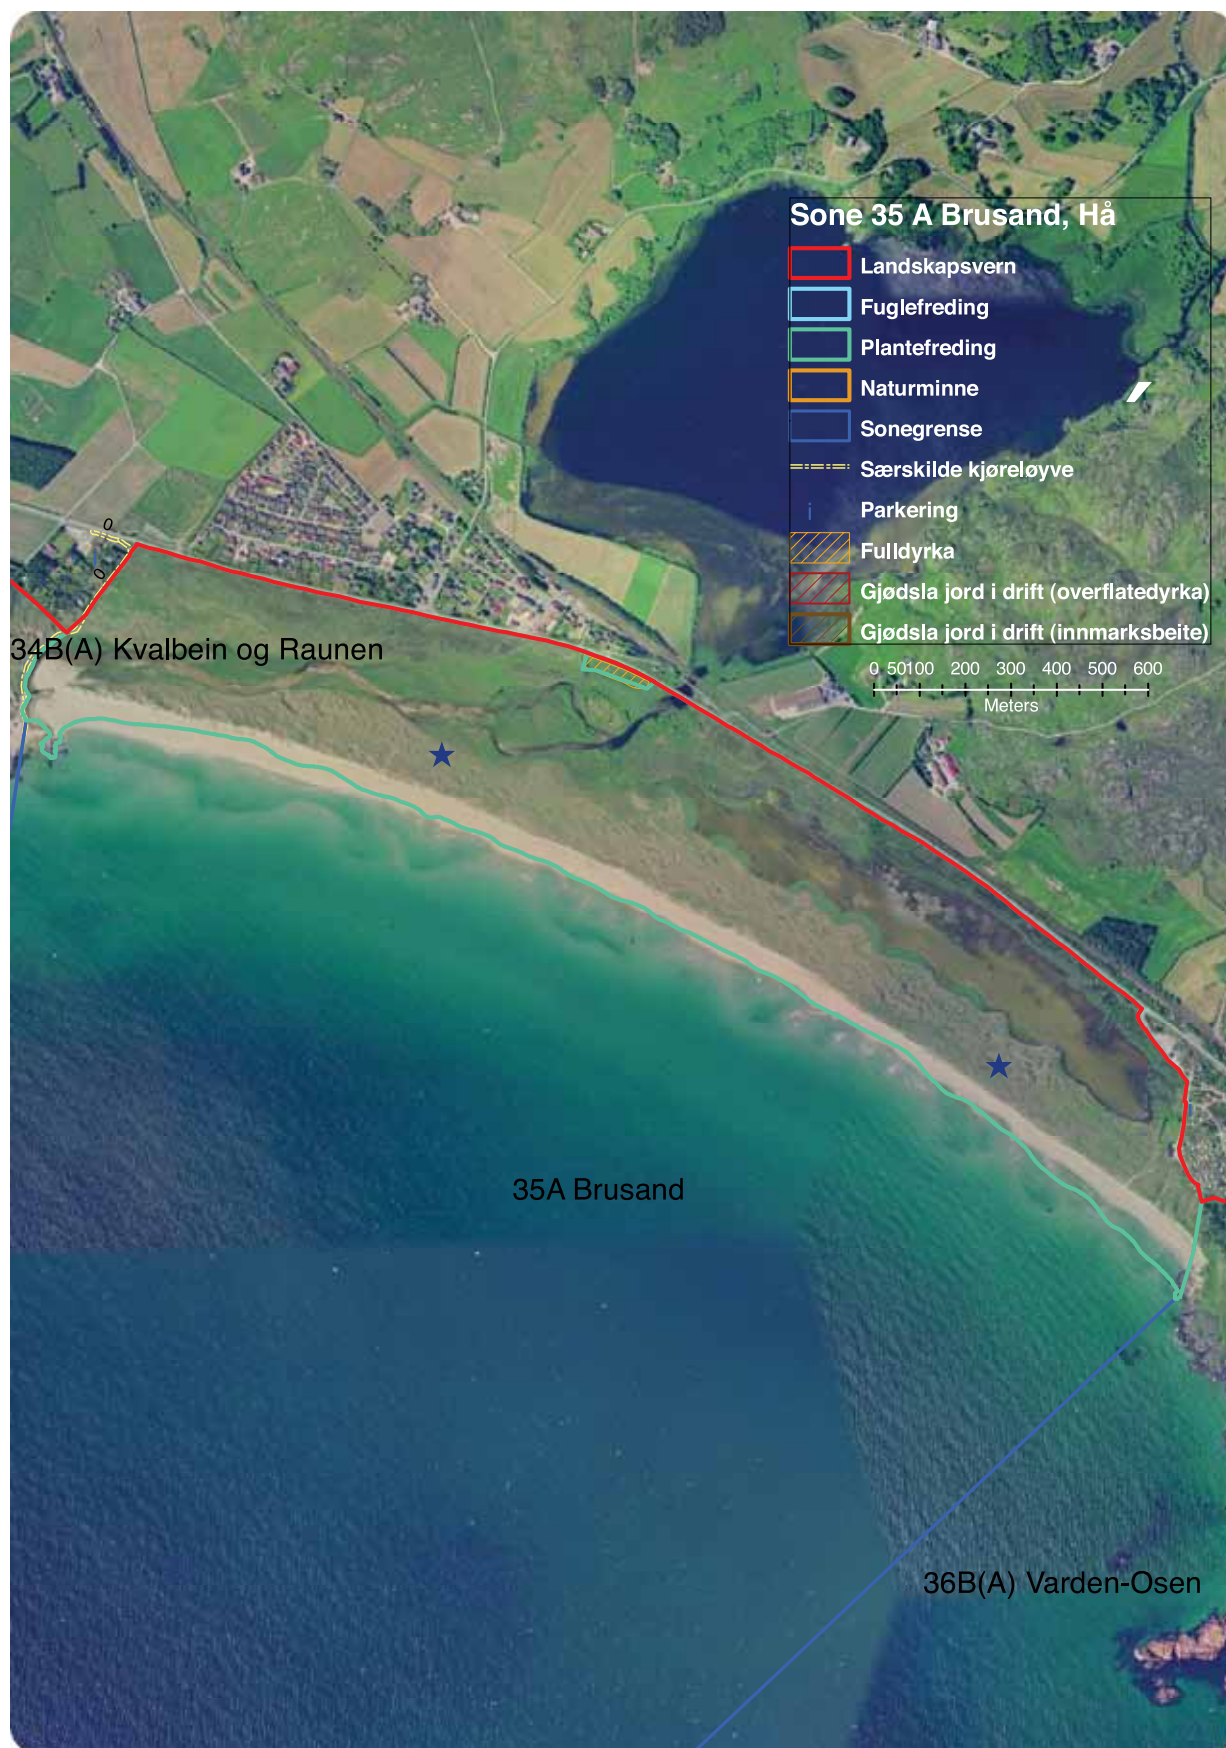 Sone 35 A Brusand, Hå
Landskapsvern
Fuglefreding
Plantefreding
Naturminne
Sonegrense
Særskilde kjøreløyve
i Parkering
Fulldyrka
Gjødsla jord i drift (overflatedyrka)
Gjødsla jord i drift (innmarksbeite)
0 50100 200 300 400 500 600
Meters
0
0
34B(A) Kvalbein og Raunen
35A Brusand
36B(A) Varden-Osen